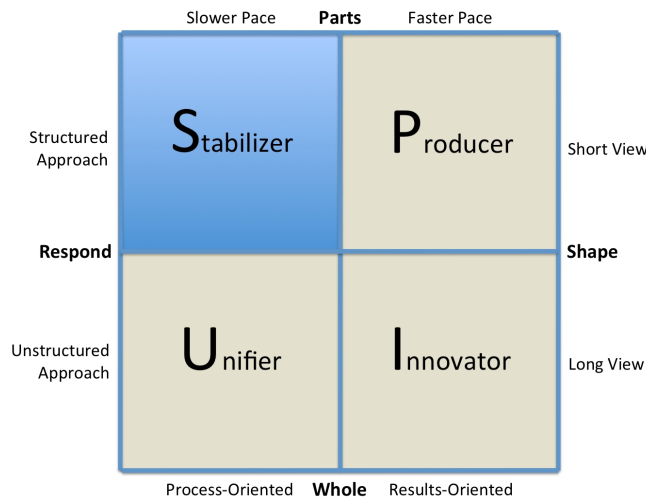 Slower Pace Parts Faster Pace
Stabilizer Producer
Structured
Approach
Short View
Respond Shape
Unifier Innovator
Unstructured
Approach
Long View
Process-Oriented Whole Results-Oriented